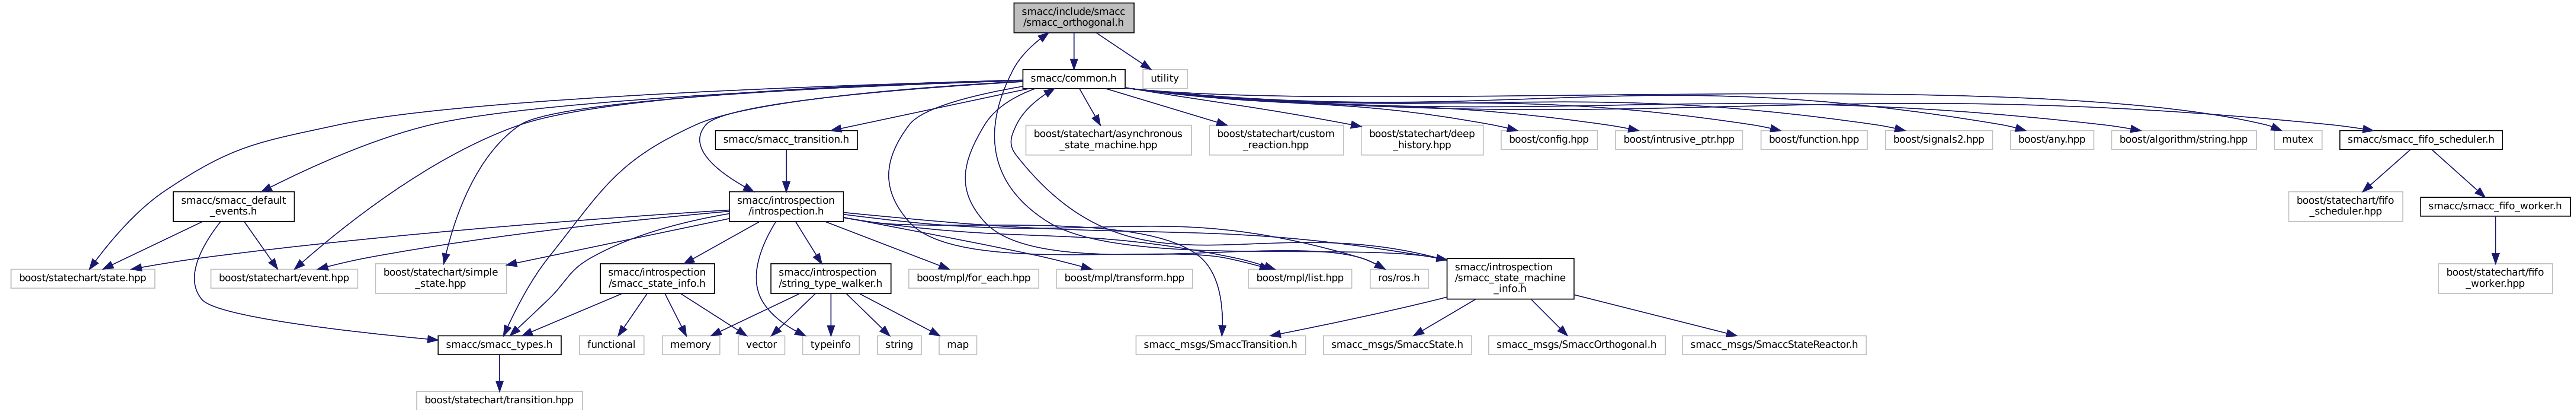 smacc/include/smacc
/smacc_orthogonal.h
smacc/common.h
utility
smacc/smacc_transition.h
boost/statechart/asynchronous
_state_machine.hpp
boost/statechart/custom
_reaction.hpp
boost/statechart/deep
_history.hpp
boost/config.hpp
boost/intrusive_ptr.hpp
boost/function.hpp
boost/signals2.hpp
boost/any.hpp
boost/algorithm/string.hpp
mutex
smacc/smacc_fifo_scheduler.h
smacc/smacc_default
_events.h
smacc/introspection
/introspection.h
boost/statechart/fifo
_scheduler.hpp
smacc/smacc_fifo_worker.h
boost/statechart/state.hpp
boost/statechart/event.hpp
boost/statechart/simple
_state.hpp
smacc/introspection
/smacc_state_info.h
smacc/introspection
/string_type_walker.h
boost/mpl/for_each.hpp
boost/mpl/transform.hpp
boost/mpl/list.hpp
ros/ros.h
smacc/introspection
/smacc_state_machine
_info.h
boost/statechart/fifo
_worker.hpp
smacc/smacc_types.h
functional
memory
vector
typeinfo
string
map
smacc_msgs/SmaccTransition.h
smacc_msgs/SmaccState.h
smacc_msgs/SmaccOrthogonal.h
smacc_msgs/SmaccStateReactor.h
boost/statechart/transition.hpp